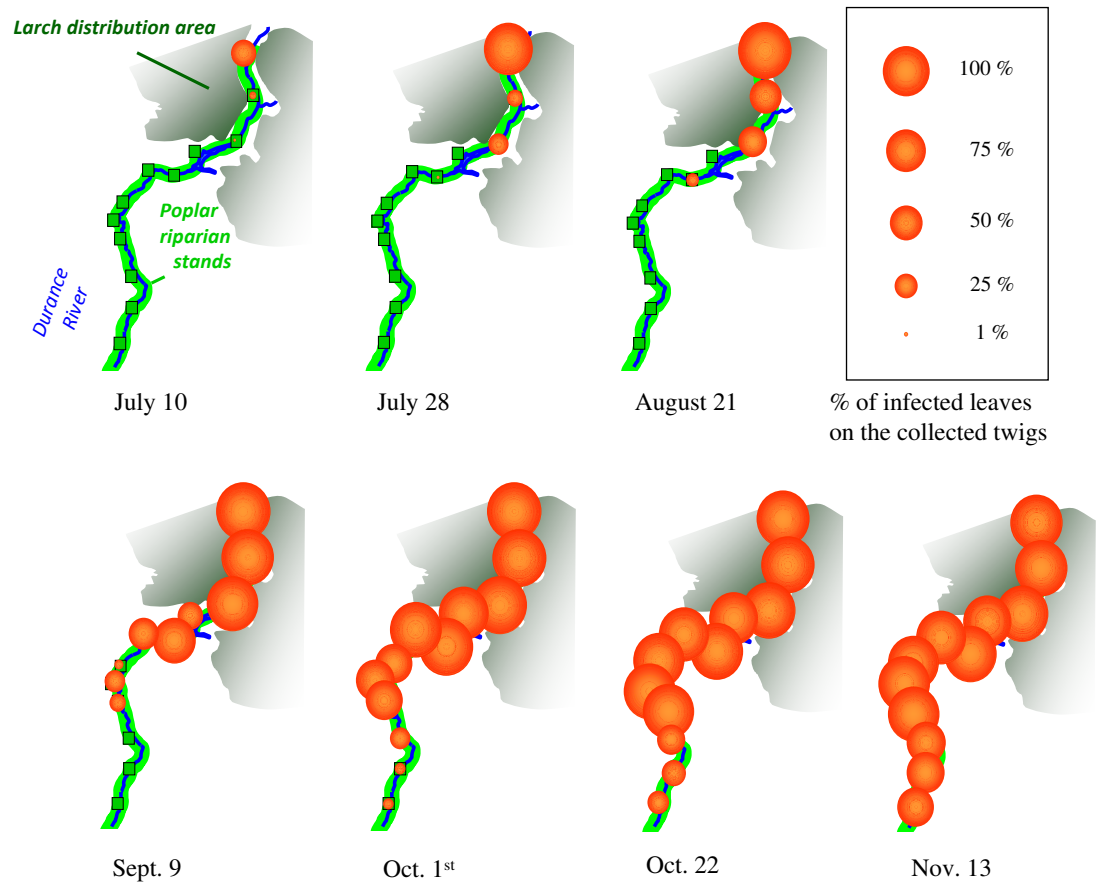 Larch distribution area
100 %
75 %
50 %
25 %
1 %
Poplar
riparian
stands
Durance
River
July 10
July 28
August 21
% of infected leaves
on the collected twigs
Sept. 9
Oct. 1st
Oct. 22
Nov. 13